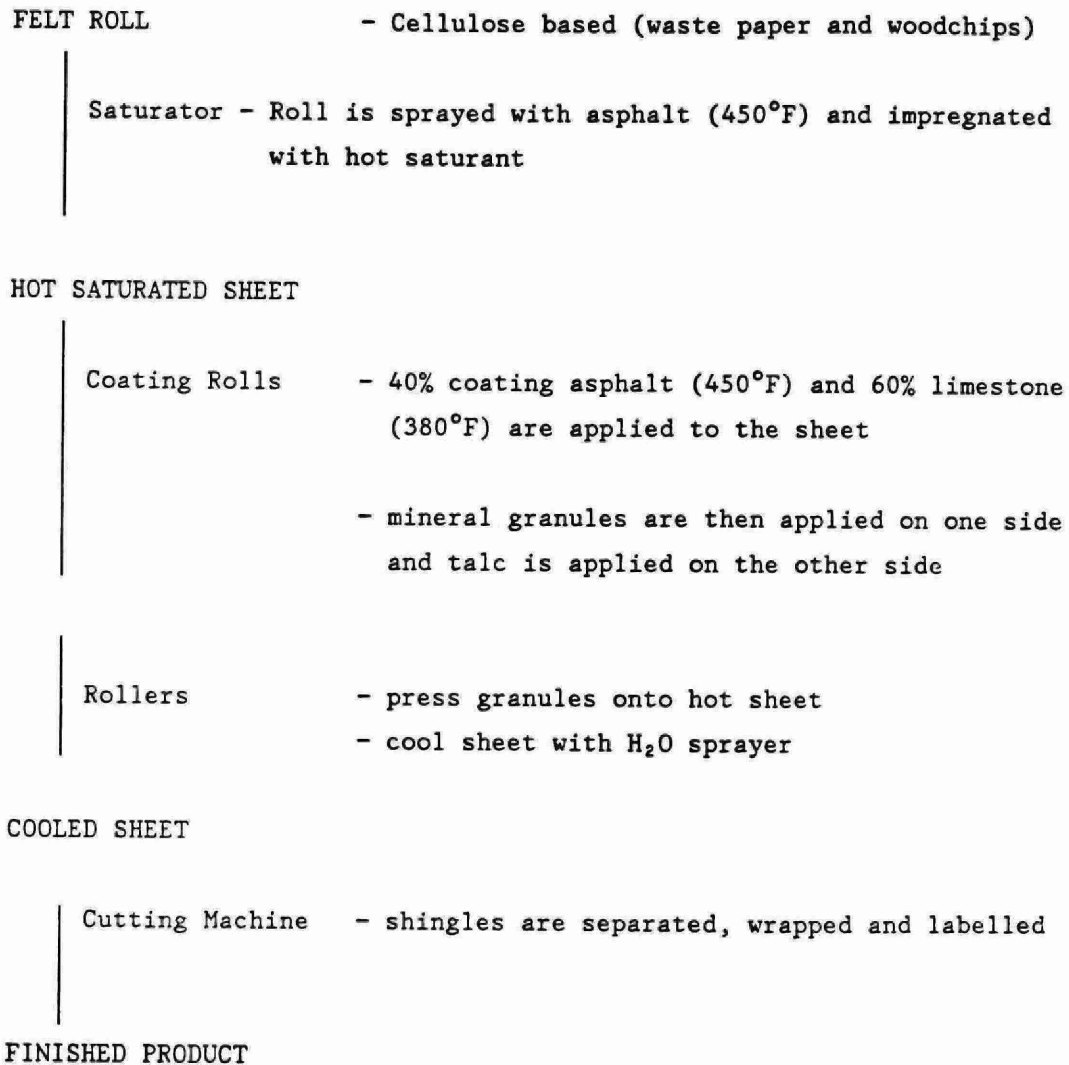 FELT ROLL - Cellulose based (waste paper and woodchips)
Saturator - Roll is sprayed with asphalt (450°F) and impregnated
with hot saturant
HOT SATURATED SHEET
Coating Rolls - 40% coating asphalt (450°F) and 60% limestone
(380°F) are applied to the sheet
- mineral granules are then applied on one side
and talc is applied on the other side
Rollers - press granules onto hot sheet
- cool sheet with H₂O sprayer
COOLED SHEET
Cutting Machine - shingles are separated, wrapped and labelled
FINISHED PRODUCT